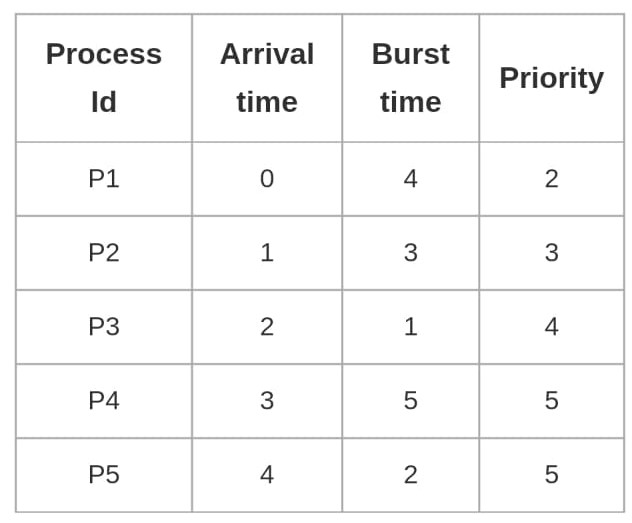 Process Id Arrival time Burst time Priority
P1 0 4 2
P2 1 3 3
P3 2 1 4
P4 3 5 5
P5 4 2 5